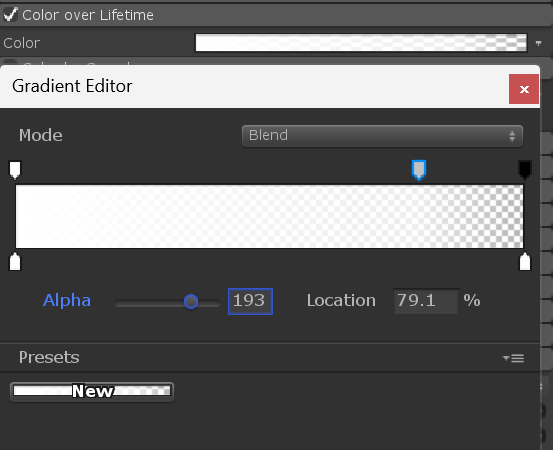 Color over Lifetime
Color
Gradient Editor
Mode
Blend
Alpha
193
Location
79.1
%
Presets
New